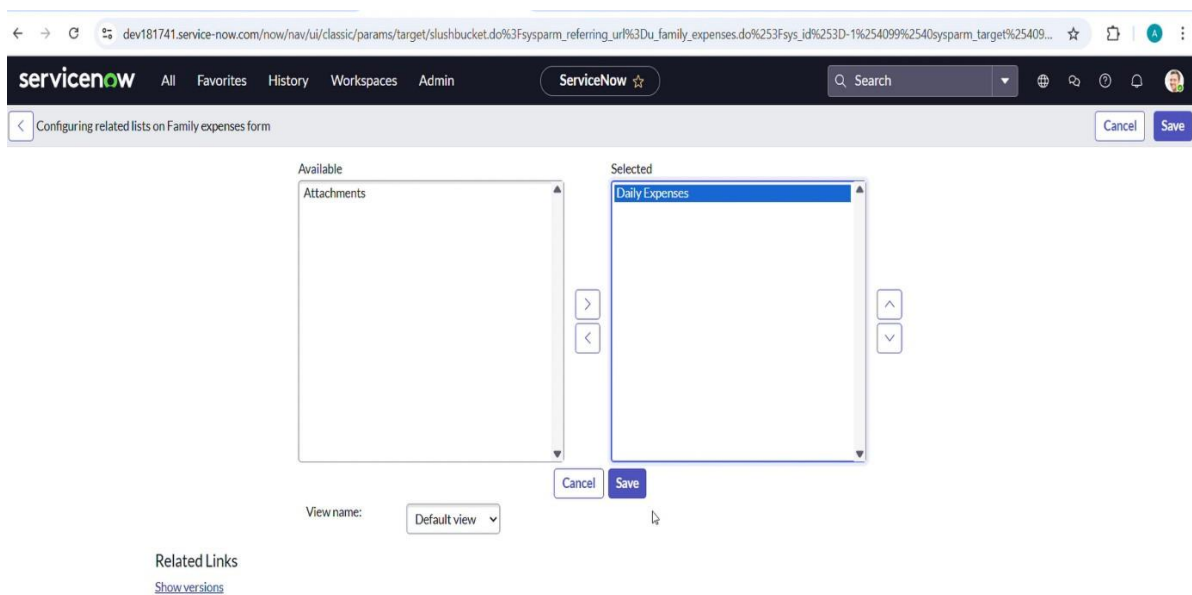 dev181741.service-now.com/now/nav/ui/classic/params/target/slushbucket.do%3Fsysparm_referring_url%3Du_family_expenses.do%253Fsys_id%253D-1%254099%2540sysparm_target%25409...
A
servicenow All Favorites History Workspaces Admin ServiceNow Search
Configuring related lists on Family expenses form Cancel Save
Available Selected
Attachments Daily Expenses
Cancel Save
View name: Default view
Related Links
Show versions